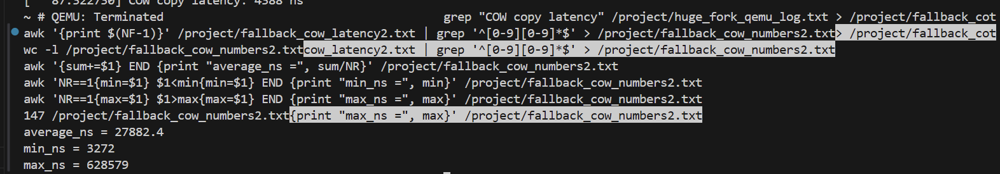 [   87.322730] COW copy latency: 4388 ns
~ # QEMU: Terminated                                        grep "COW copy latency" /project/huge_fork_qemu_log.txt > /project/fallback_cot
awk '{print $(NF-1)}' /project/fallback_cow_latency2.txt | grep '^[0-9][0-9]*$' > /project/fallback_cow_numbers2.txt> /project/fallback_cot
wc -l /project/fallback_cow_numbers2.txtcow_latency2.txt | grep '^[0-9][0-9]*$' > /project/fallback_cow_numbers2.txt
awk '{sum+=$1} END {print "average_ns =", sum/NR}' /project/fallback_cow_numbers2.txt
awk 'NR==1{min=$1} $1<min{min=$1} END {print "min_ns =", min}' /project/fallback_cow_numbers2.txt
awk 'NR==1{max=$1} $1>max{max=$1} END {print "max_ns =", max}' /project/fallback_cow_numbers2.txt
147 /project/fallback_cow_numbers2.txt{print "max_ns =", max}' /project/fallback_cow_numbers2.txt
average_ns = 27882.4
min_ns = 3272
max_ns = 628579